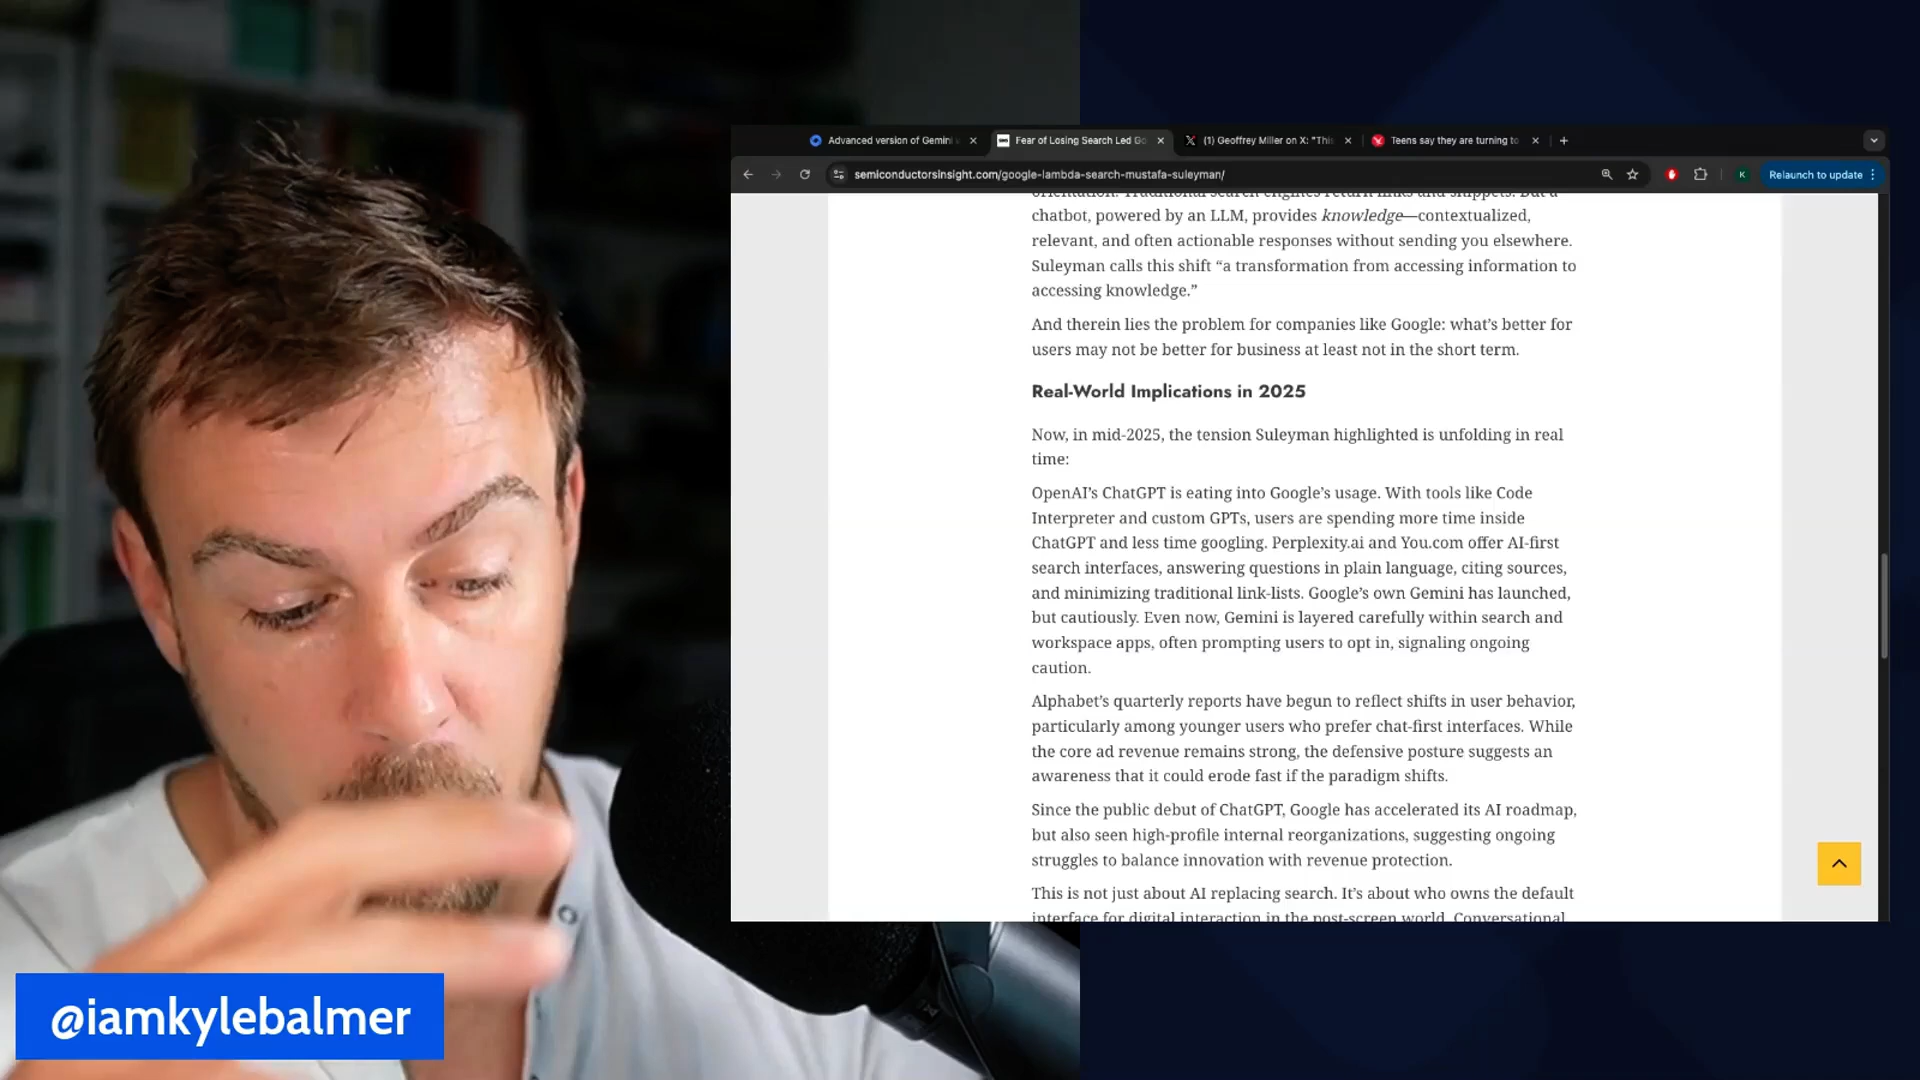 Advanced version of Gemini
Fear of Losing Search Led Go
(1) Geoffrey Miller on X: "This
Teens say they are turning to
semiconductorsinsight.com/google-lambda-search-mustafa-suleyman/
K
Relaunch to update
orientation. Traditional search engines return links and snippets. But a
chatbot, powered by an LLM, provides knowledge—contextualized,
relevant, and often actionable responses without sending you elsewhere.
Suleyman calls this shift “a transformation from accessing information to
accessing knowledge.”
And therein lies the problem for companies like Google: what’s better for
users may not be better for business at least not in the short term.
Real-World Implications in 2025
Now, in mid-2025, the tension Suleyman highlighted is unfolding in real
time:
OpenAI’s ChatGPT is eating into Google’s usage. With tools like Code
Interpreter and custom GPTs, users are spending more time inside
ChatGPT and less time googling. Perplexity.ai and You.com offer AI-first
search interfaces, answering questions in plain language, citing sources,
and minimizing traditional link-lists. Google’s own Gemini has launched,
but cautiously. Even now, Gemini is layered carefully within search and
workspace apps, often prompting users to opt in, signaling ongoing
caution.
Alphabet’s quarterly reports have begun to reflect shifts in user behavior,
particularly among younger users who prefer chat-first interfaces. While
the core ad revenue remains strong, the defensive posture suggests an
awareness that it could erode fast if the paradigm shifts.
Since the public debut of ChatGPT, Google has accelerated its AI roadmap,
but also seen high-profile internal reorganizations, suggesting ongoing
struggles to balance innovation with revenue protection.
This is not just about AI replacing search. It’s about who owns the default
interface for digital interaction in the post-screen world. Conversational
@iamkylebalmer